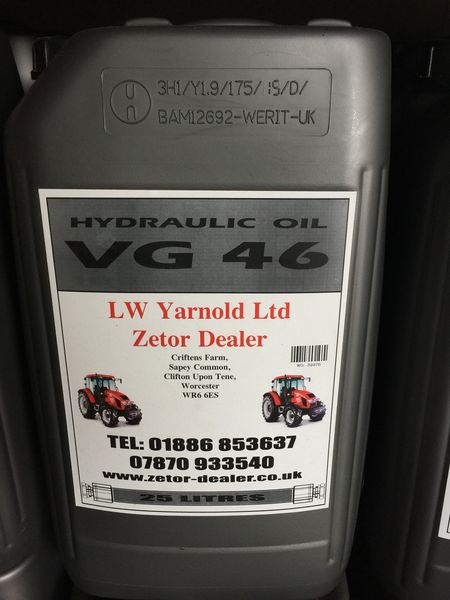 3H1/Y1.9/175/ S/D/
BAM12692-WERIT-UK
HYDRAULIC OIL
VG 46
LW Yarnold Ltd
Zetor Dealer
Criftens Farm,
Sapey Common,
Clifton Upon Tene,
Worcester
WR6 6ES
TEL: 01886 853637
07870 933540
www.zetor-dealer.co.uk
25 LITRES